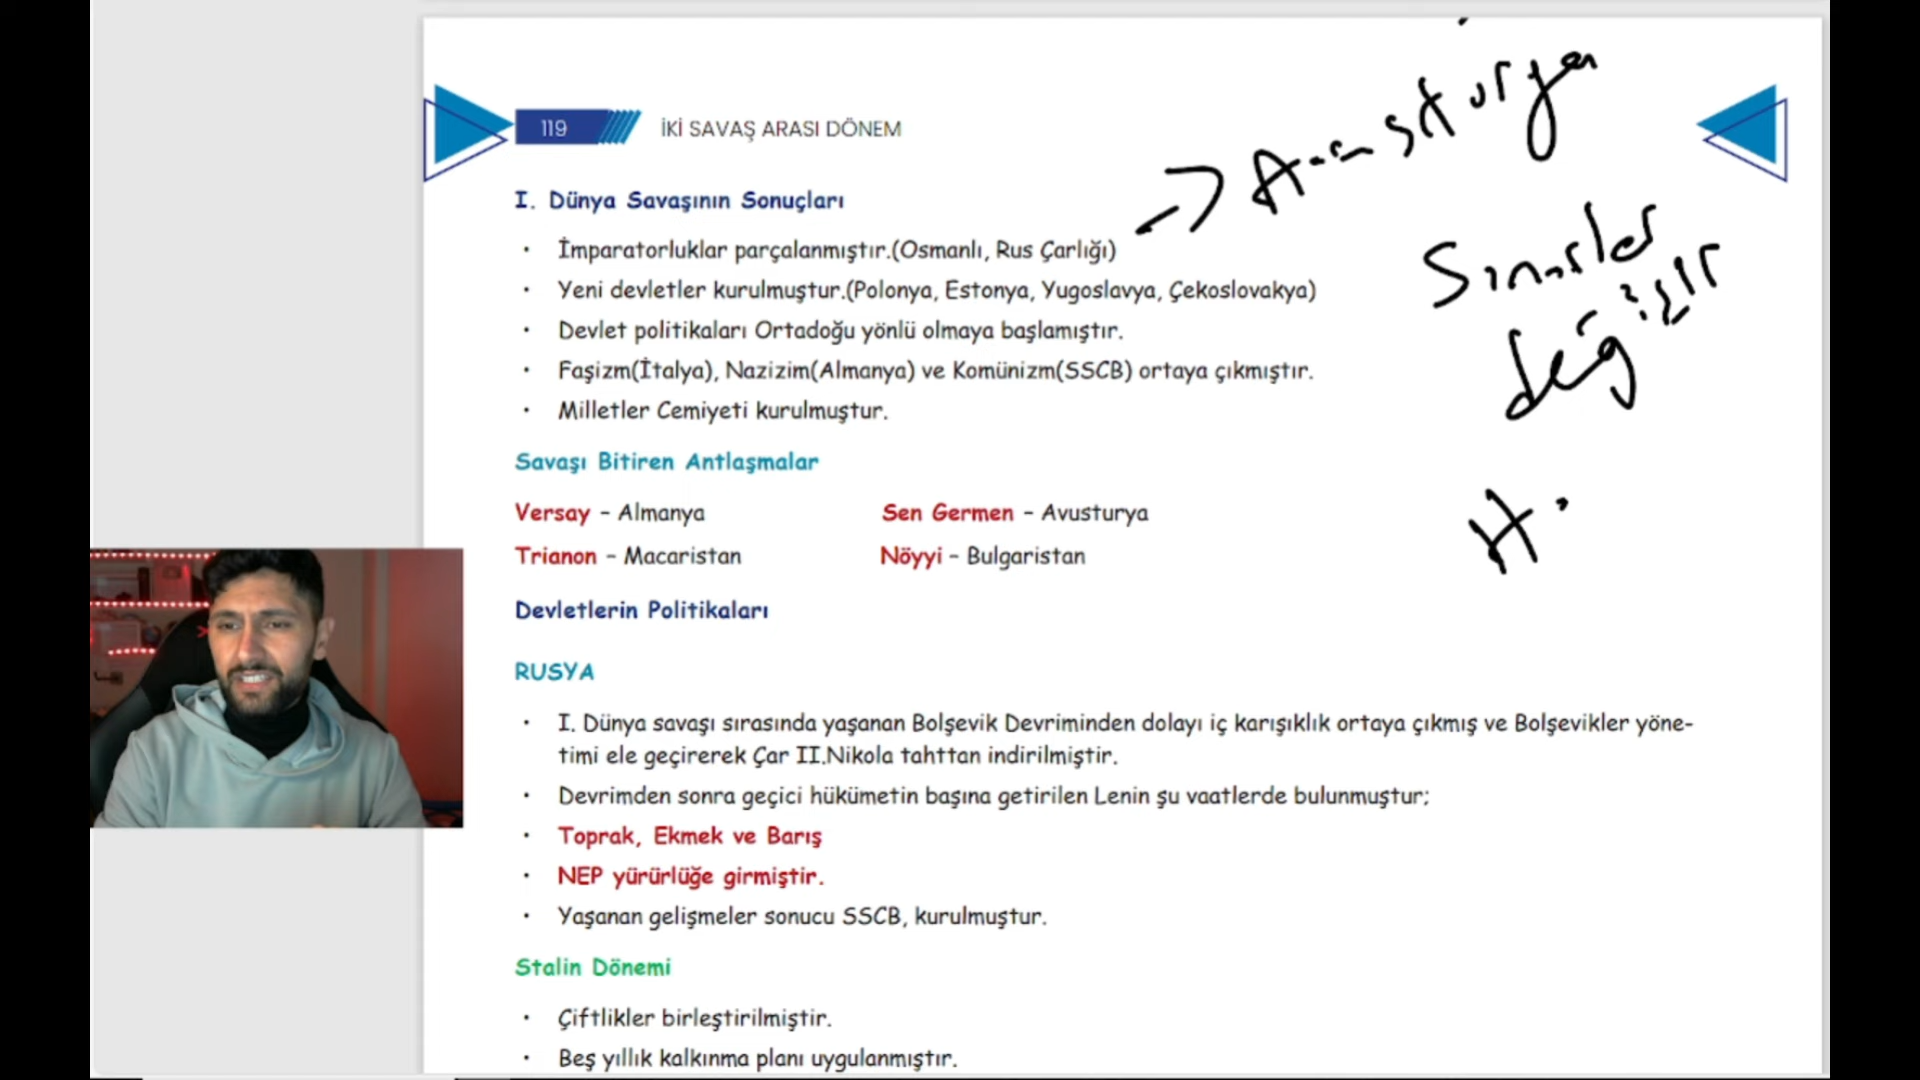 119 İKİ SAVAŞ ARASI DÖNEM
I. Dünya Savaşının Sonuçları
• İmparatorluklar parçalanmıştır.(Osmanlı, Rus Çarlığı)
• Yeni devletler kurulmuştur.(Polonya, Estonya, Yugoslavya, Çekoslovakya)
• Devlet politikaları Ortadoğu yönlü olmaya başlamıştır.
• Faşizm(İtalya), Nazizim(Almanya) ve Komünizm(SSCB) ortaya çıkmıştır.
• Milletler Cemiyeti kurulmuştur.
Sınırlar
değişir
Savaşı Bitiren Antlaşmalar
Versay – Almanya Sen Germen – Avusturya
Trianon – Macaristan Nöyyi – Bulgaristan
Devletlerin Politikaları
RUSYA
• I. Dünya savaşı sırasında yaşanan Bolşevik Devriminden dolayı iç karışıklık ortaya çıkmış ve Bolşevikler yöne-
timi ele geçirerek Çar II.Nikola tahttan indirilmiştir.
• Devrimden sonra geçici hükümetin başına getirilen Lenin şu vaatlerde bulunmuştur;
• Toprak, Ekmek ve Barış
• NEP yürürlüğe girmiştir.
• Yaşanan gelişmeler sonucu SSCB, kurulmuştur.
Stalin Dönemi
• Çiftlikler birleştirilmiştir.
• Beş yıllık kalkınma planı uygulanmıştır.